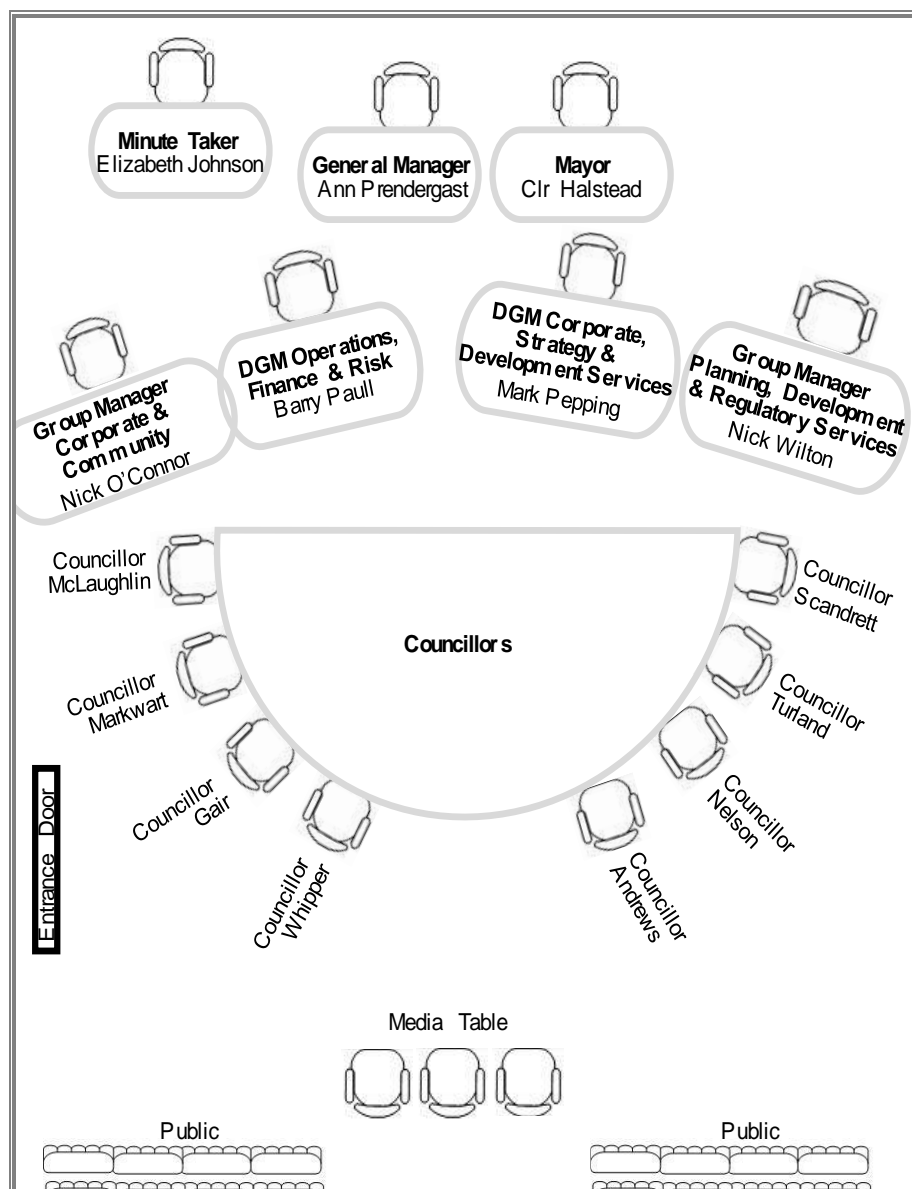 Minute Taker
Elizabeth Johnson
General Manager
Ann Prendergast
Mayor
Clr Halstead
Group Manager
Corporate &
Community
Nick O’Connor
DGM Operations,
Finance & Risk
Barry Paull
DGM Corporate,
Strategy &
Development Services
Mark Pepping
Group Manager
Planning, Development
& Regulatory Services
Nick Wilton
Councillor
McLaughlin
Councillor
Markwart
Councillor
Gair
Councillor
Whipper
Councillors
Councillor
Scandrett
Councillor
Turland
Councillor
Nelson
Councillor
Andrews
Entrance Door
Media Table
Public
Public